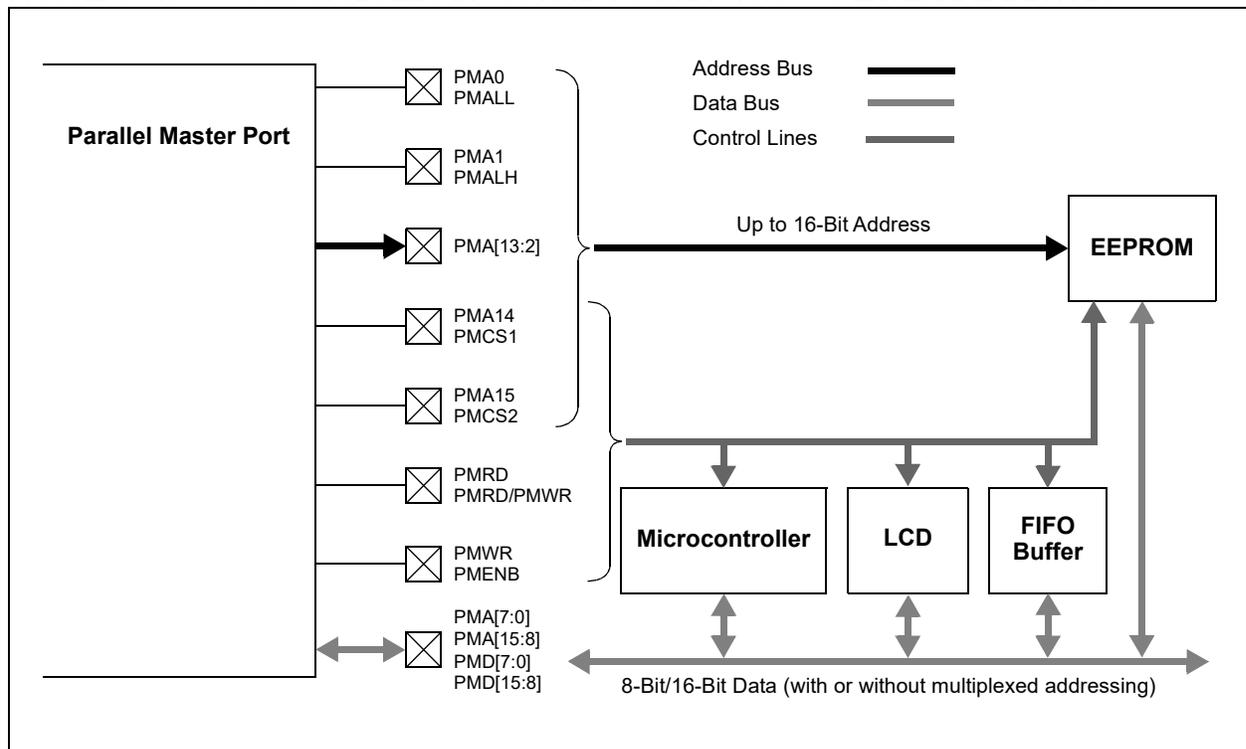 Parallel Master Port
PMA0
PMALL
PMA1
PMALH
PMA[13:2]
PMA14
PMCS1
PMA15
PMCS2
PMRD
PMRD/PMWR
PMWR
PMENB
PMA[7:0]
PMA[15:8]
PMD[7:0]
PMD[15:8]
Address Bus
Data Bus
Control Lines
Up to 16-Bit Address
EEPROM
Microcontroller
LCD
FIFO
Buffer
8-Bit/16-Bit Data (with or without multiplexed addressing)